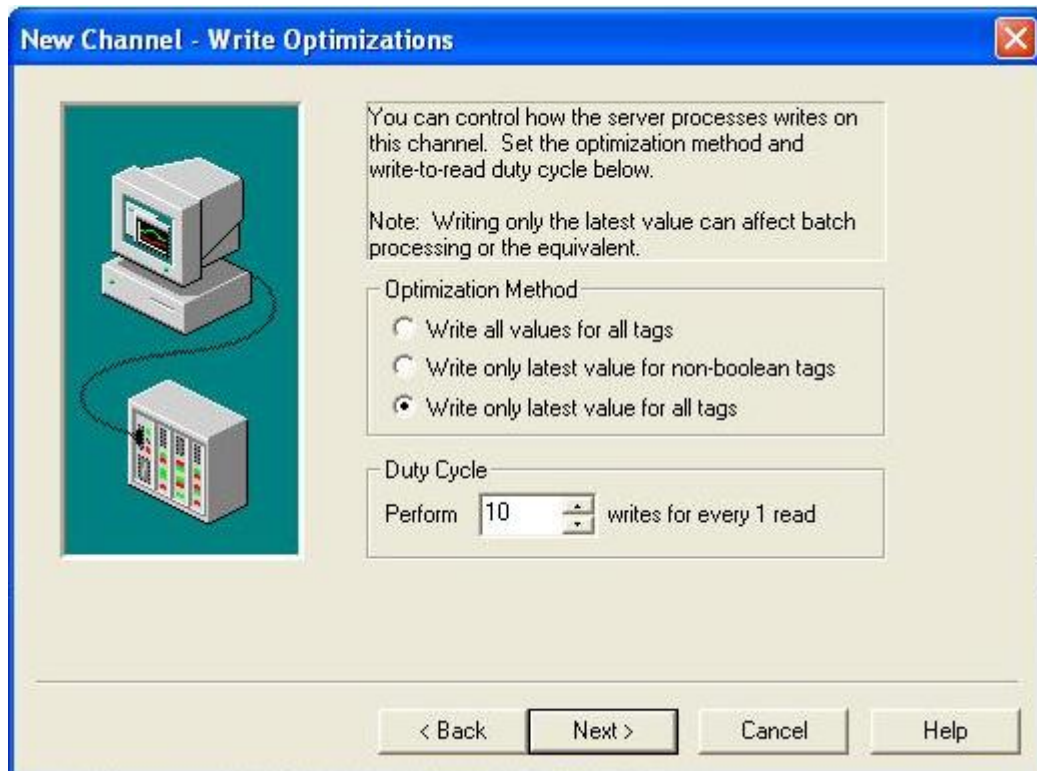 New Channel - Write Optimizations
You can control how the server processes writes on
this channel.  Set the optimization method and
write-to-read duty cycle below.
Note:  Writing only the latest value can affect batch
processing or the equivalent.
Optimization Method
Write all values for all tags
Write only latest value for non-boolean tags
Write only latest value for all tags
Duty Cycle
Perform 10 writes for every 1 read
< Back Next > Cancel Help